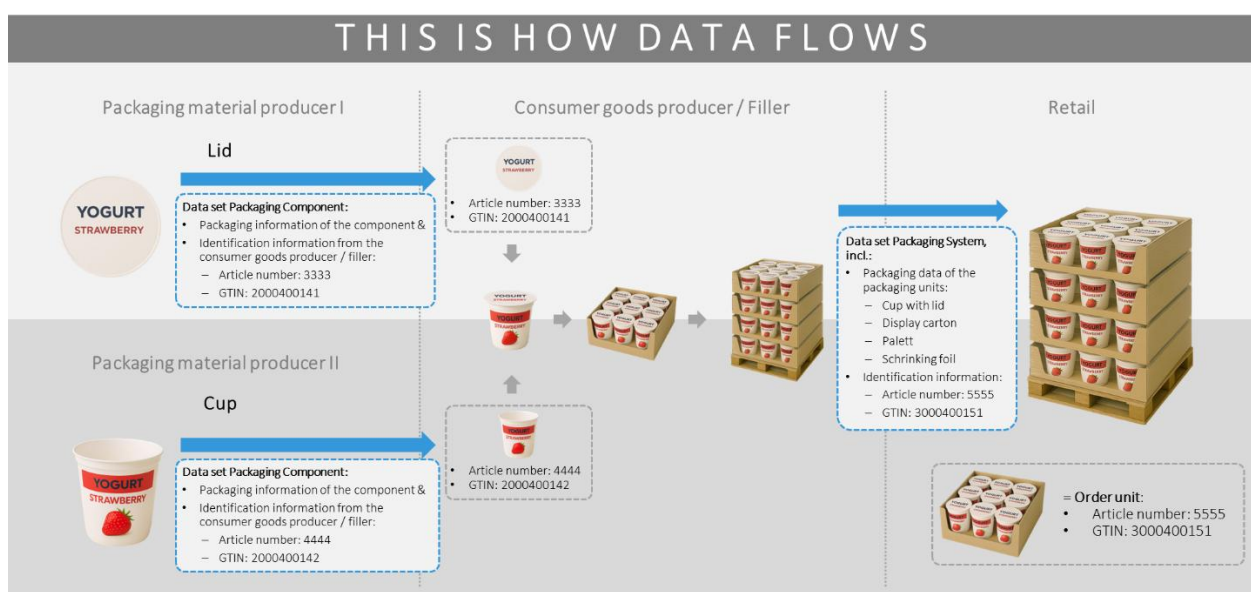 THIS IS HOW DATA FLOWS
Packaging material producer I
Consumer goods producer / Filler
Retail
Lid
YOGURT
STRAWBERRY
Data set Packaging Component:
• Packaging information of the component &
• Identification information from the
consumer goods producer / filler:
– Article number: 3333
– GTIN: 2000400141
YOGURT
STRAWBERRY
• Article number: 3333
• GTIN: 2000400141
YOGURT
STRAWBERRY
Data set Packaging System,
incl.:
• Packaging data of the
packaging units:
– Cup with lid
– Display carton
– Palett
– Schrinking foil
• Identification information:
– Article number: 5555
– GTIN: 3000400151
Packaging material producer II
Cup
YOGURT
STRAWBERRY
Data set Packaging Component:
• Packaging information of the component &
• Identification information from the
consumer goods producer / filler:
– Article number: 4444
– GTIN: 2000400142
YOGURT
STRAWBERRY
• Article number: 4444
• GTIN: 2000400142
= Order unit:
• Article number: 5555
• GTIN: 3000400151